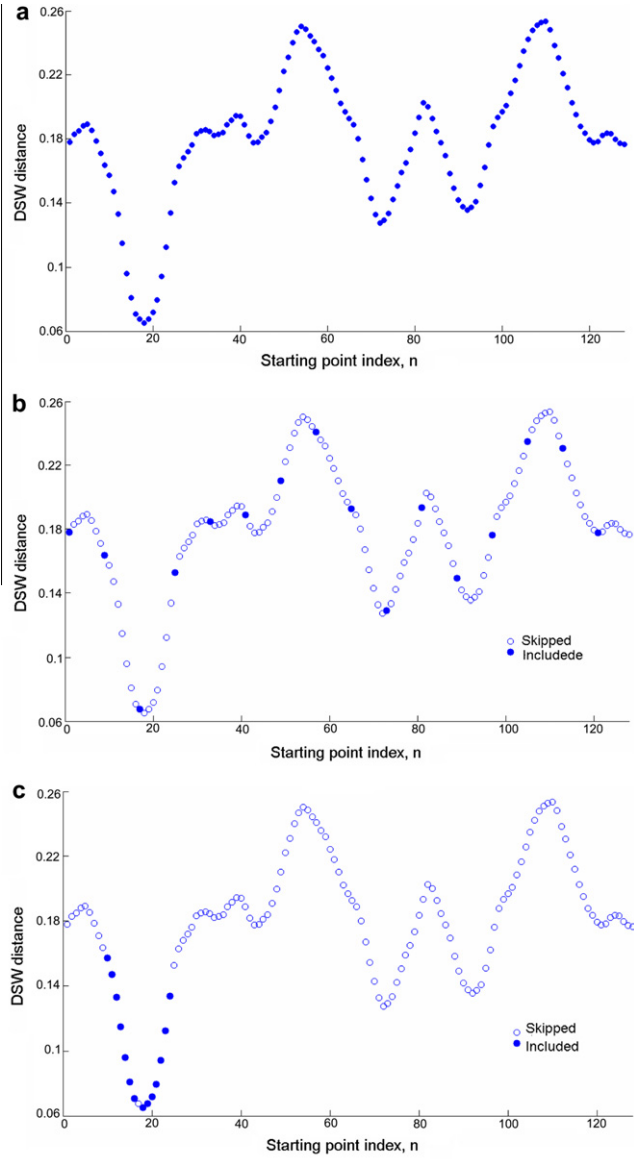 a
0.26
0.22
0.18
0.14
0.1
0.06
DSW distance
0 20 40 60 80 100 120
Starting point index, n
b
0.26
0.22
0.18
0.14
0.1
0.06
DSW distance
Skipped
Includede
0 20 40 60 80 100 120
Starting point index, n
c
0.26
0.22
0.18
0.14
0.1
0.06
DSW distance
Skipped
Included
0 20 40 60 80 100 120
Starting point index, n